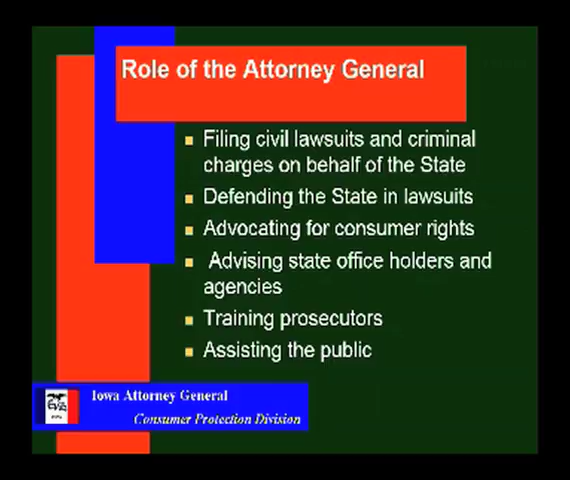 Role of the Attorney General
Filing civil lawsuits and criminal
charges on behalf of the State
Defending the State in lawsuits
Advocating for consumer rights
Advising state office holders and
agencies
Training prosecutors
Assisting the public
Iowa Attorney General
Consumer Protection Division